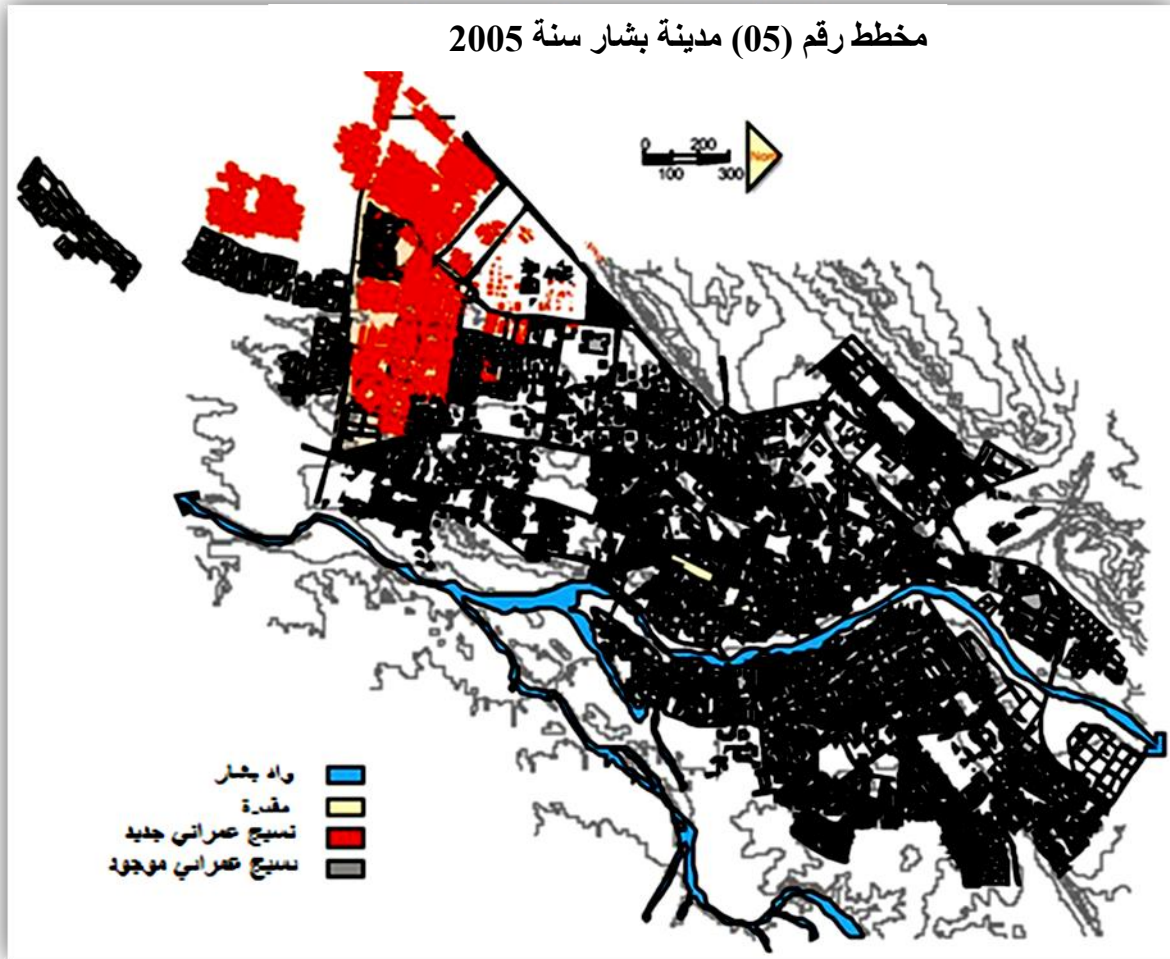 مخطط رقم (05) مدينة بشار سنة 2005
0 200
100 300
Nord
واد بشار
مقبرة
نسيج عمراني جديد
نسيج عمراني موجود